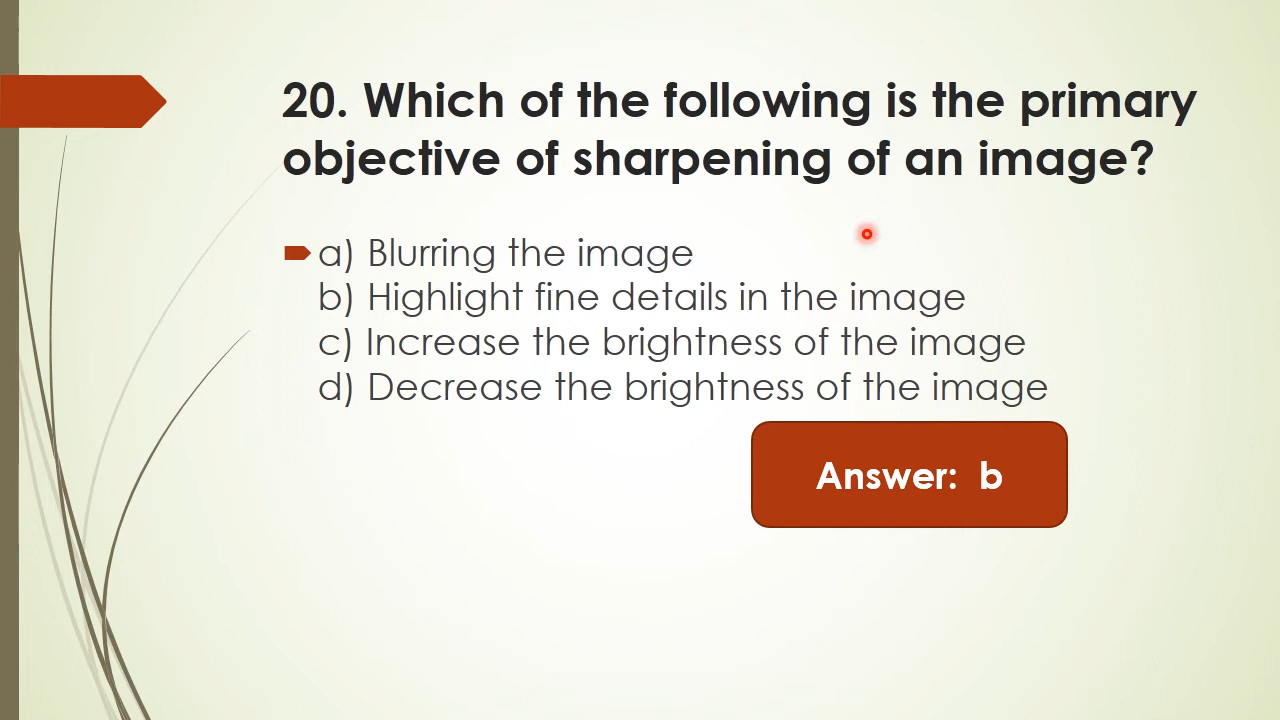 20. Which of the following is the primary
objective of sharpening of an image?
a) Blurring the image
b) Highlight fine details in the image
c) Increase the brightness of the image
d) Decrease the brightness of the image
Answer: b